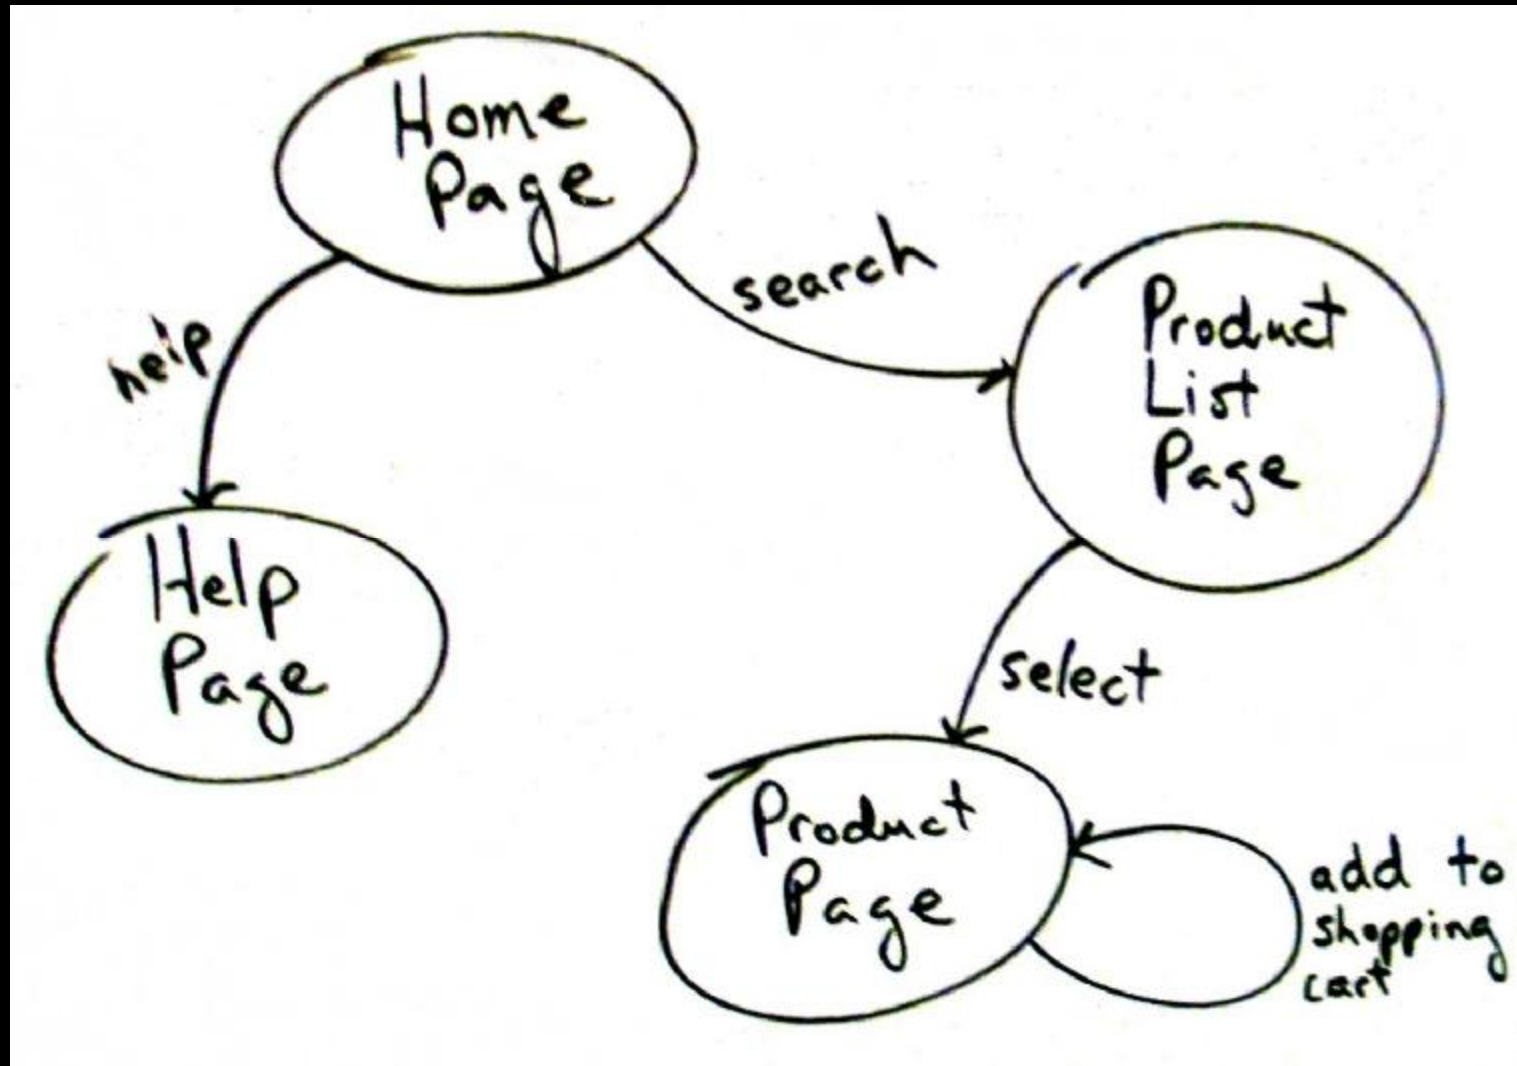 Home
Page
help
search
Product
List
Page
Help
Page
select
Product
Page
add to
shopping
cart